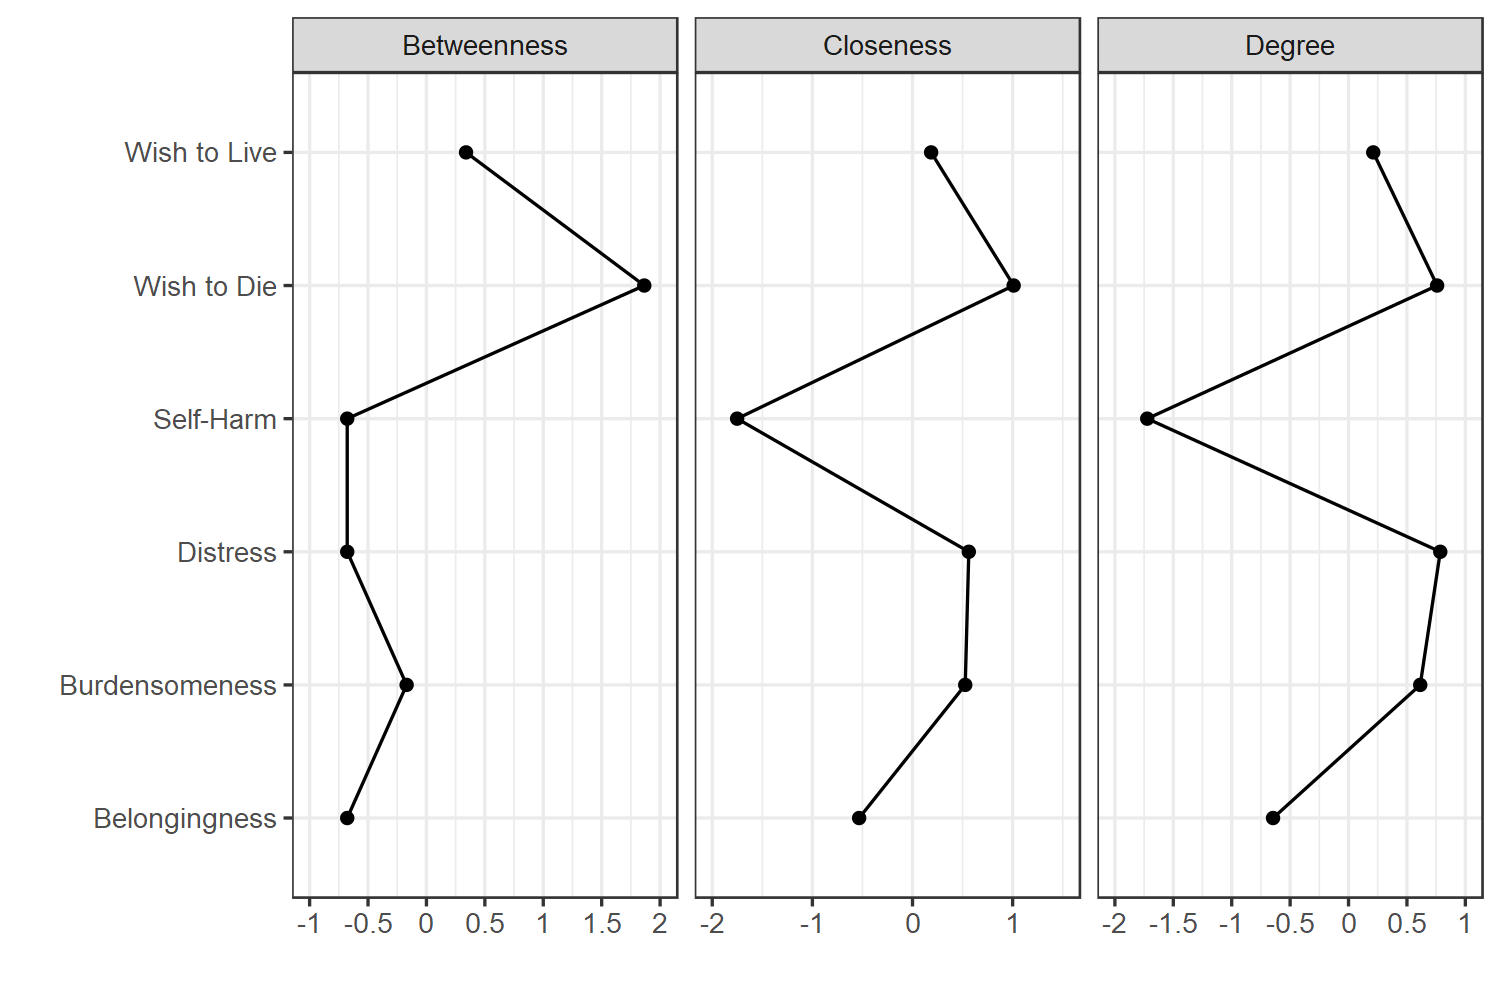 Betweenness Closeness Degree
Wish to Live
Wish to Die
Self-Harm
Distress
Burdensomeness
Belongingness
-1 -0.5 0 0.5 1 1.5 2 -2 -1 0 1 -2 -1.5 -1 -0.5 0 0.5 1